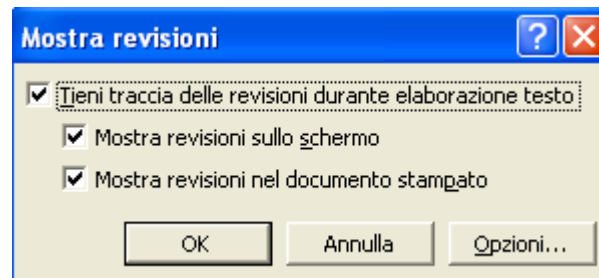 Mostra revisioni
Tieni traccia delle revisioni durante elaborazione testo
Mostra revisioni sullo schermo
Mostra revisioni nel documento stampato
OK Annulla Opzioni...